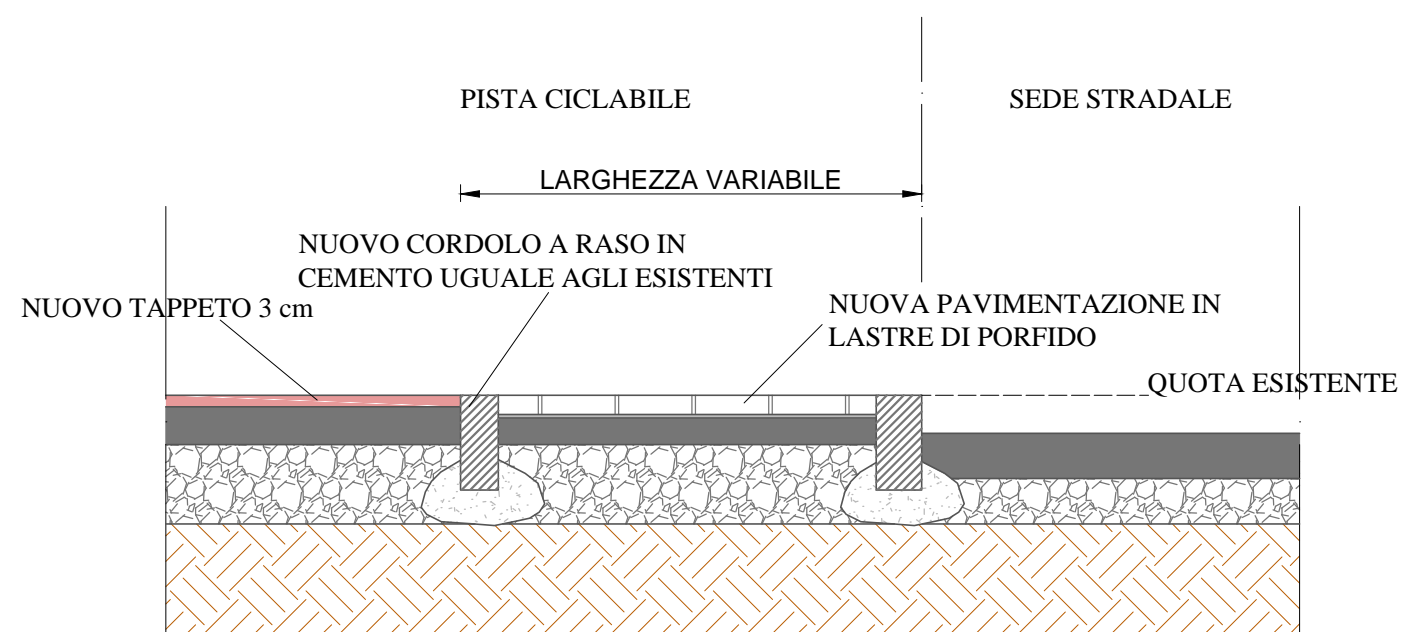 PISTA CICLABILE
SEDE STRADALE
LARGHEZZA VARIABILE
NUOVO CORDOLO A RASO IN
CEMENTO UGUALE AGLI ESISTENTI
NUOVO TAPPETO 3 cm
NUOVA PAVIMENTAZIONE IN
LASTRE DI PORFIDO
QUOTA ESISTENTE